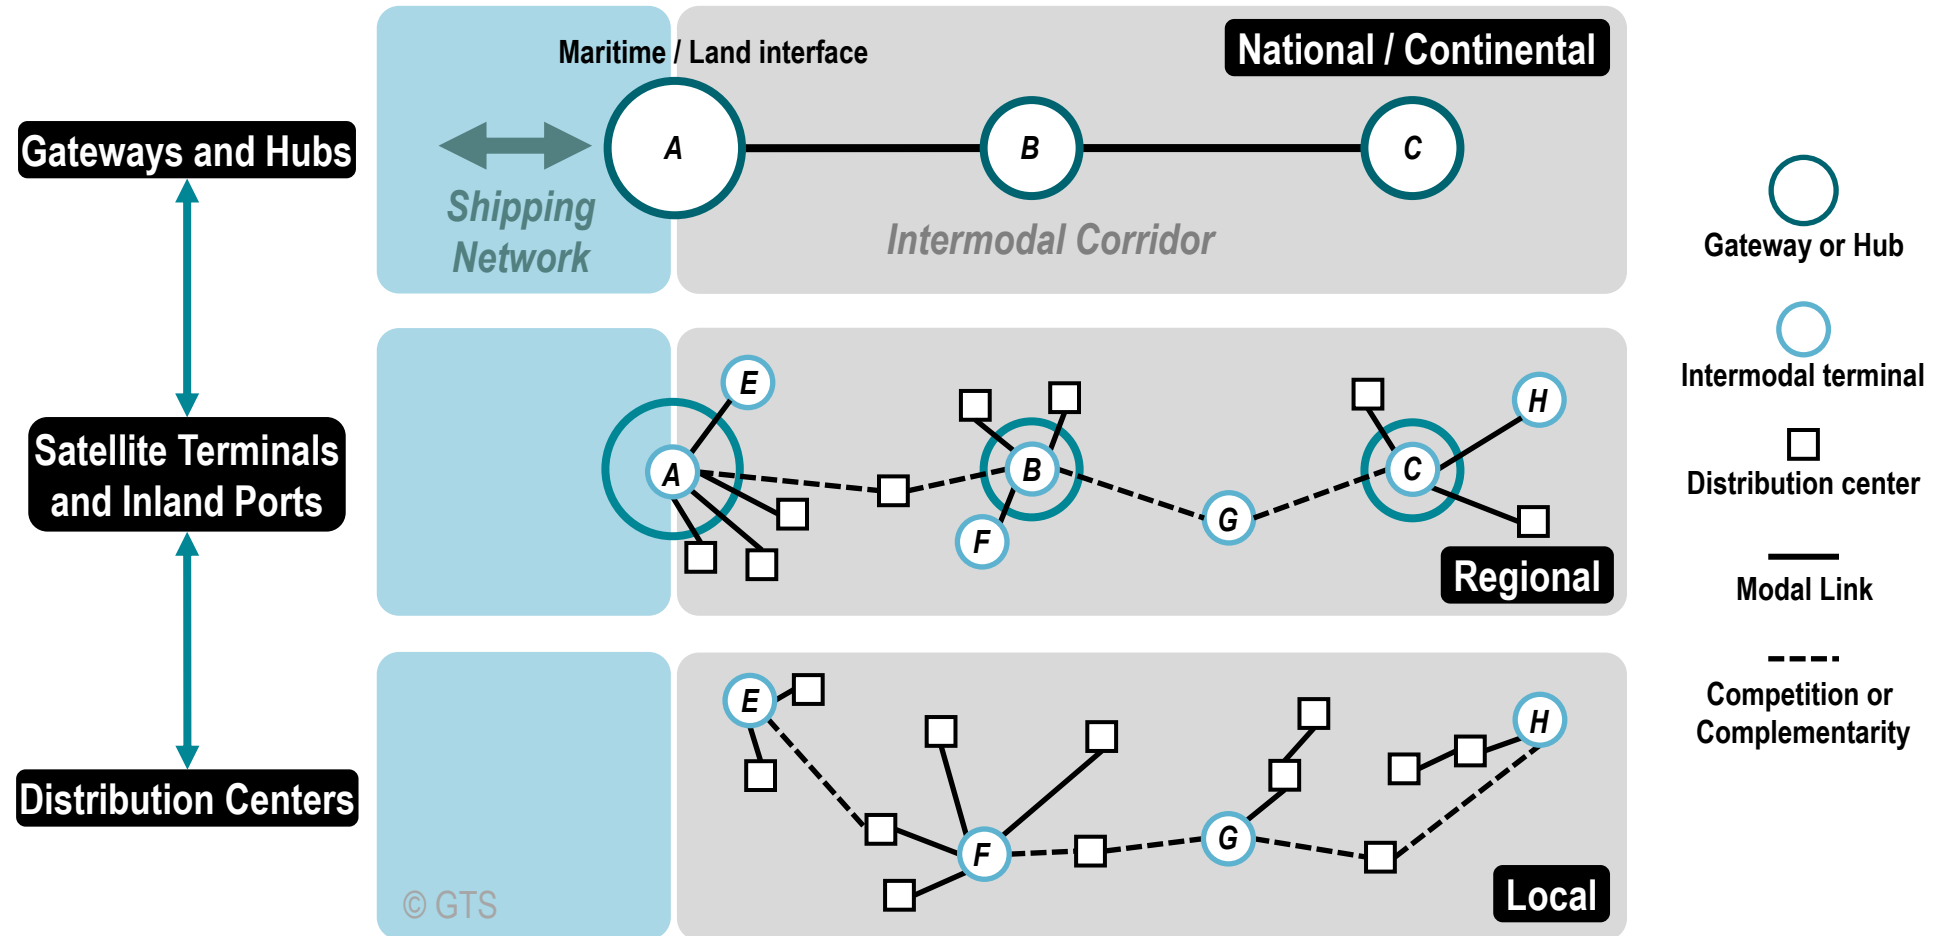 Maritime / Land interface
National / Continental
Gateways and Hubs
A
B
C
Shipping
Network
Intermodal Corridor
Gateway or Hub
Intermodal terminal
Distribution center
Modal Link
Competition or
Complementarity
Satellite Terminals
and Inland Ports
E
H
A
B
C
G
F
Regional
Distribution Centers
E
H
F
G
© GTS
Local